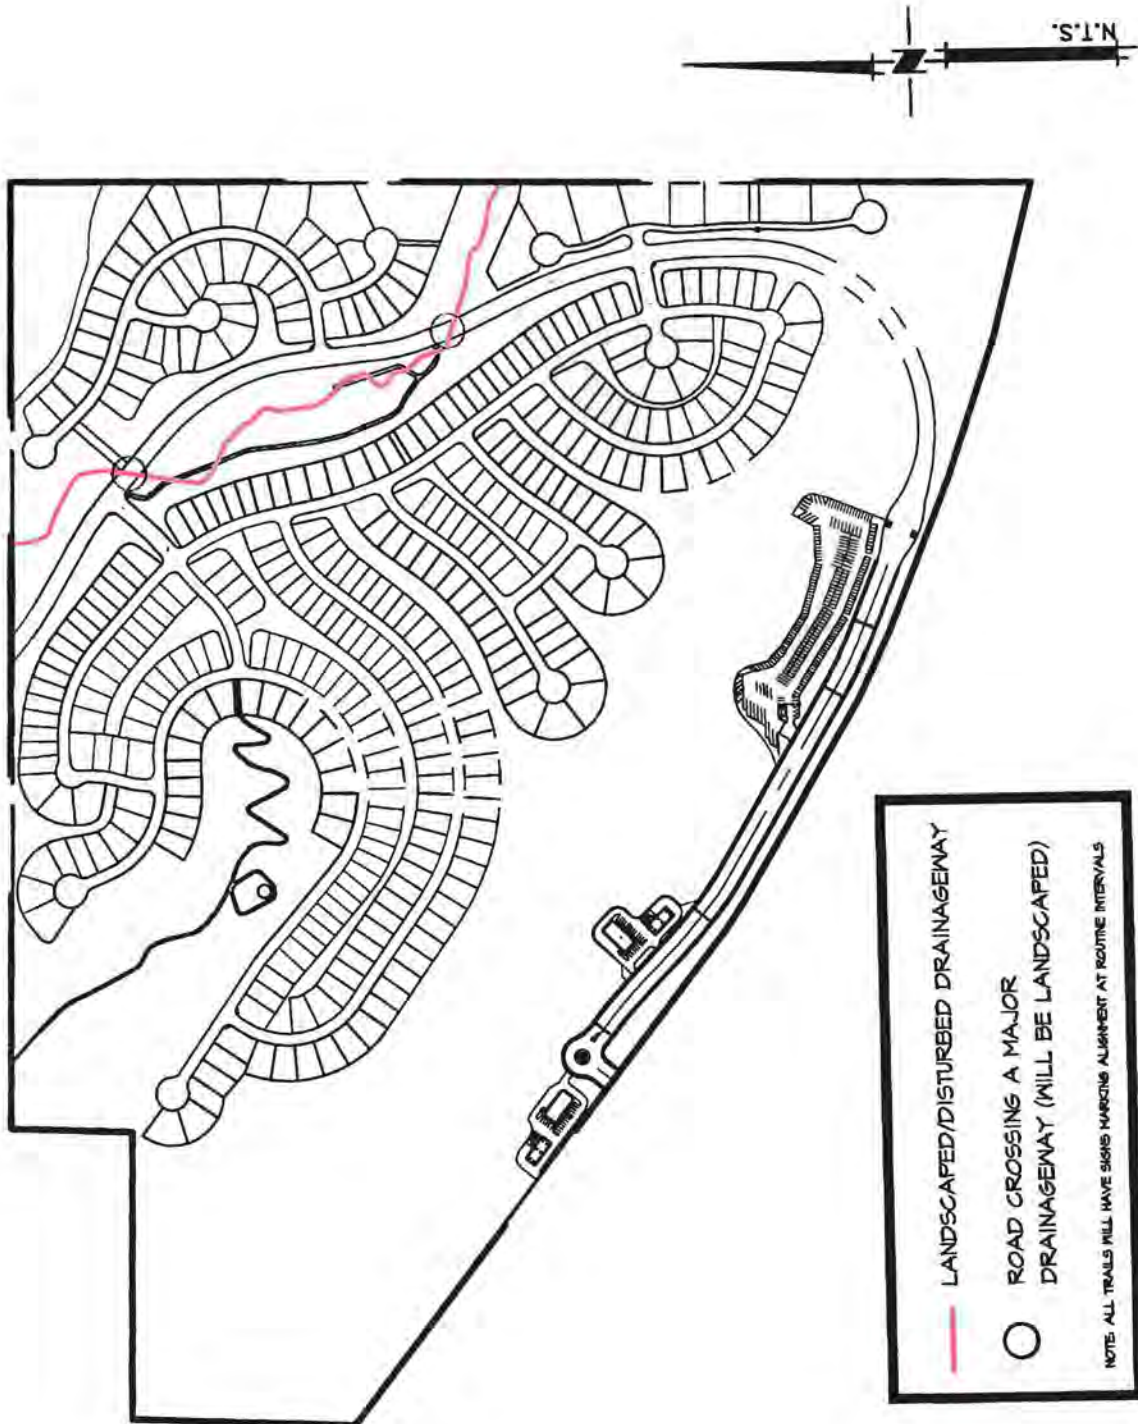 N.T.S.
LANDSCAPED/DISTURBED DRAINAGEWAY
ROAD CROSSING A MAJOR
DRAINAGEWAY (WILL BE LANDSCAPED)
NOTE: ALL TRAILS WILL HAVE SIGNS MARKING ALIGNMENT AT ROUTINE INTERVALS